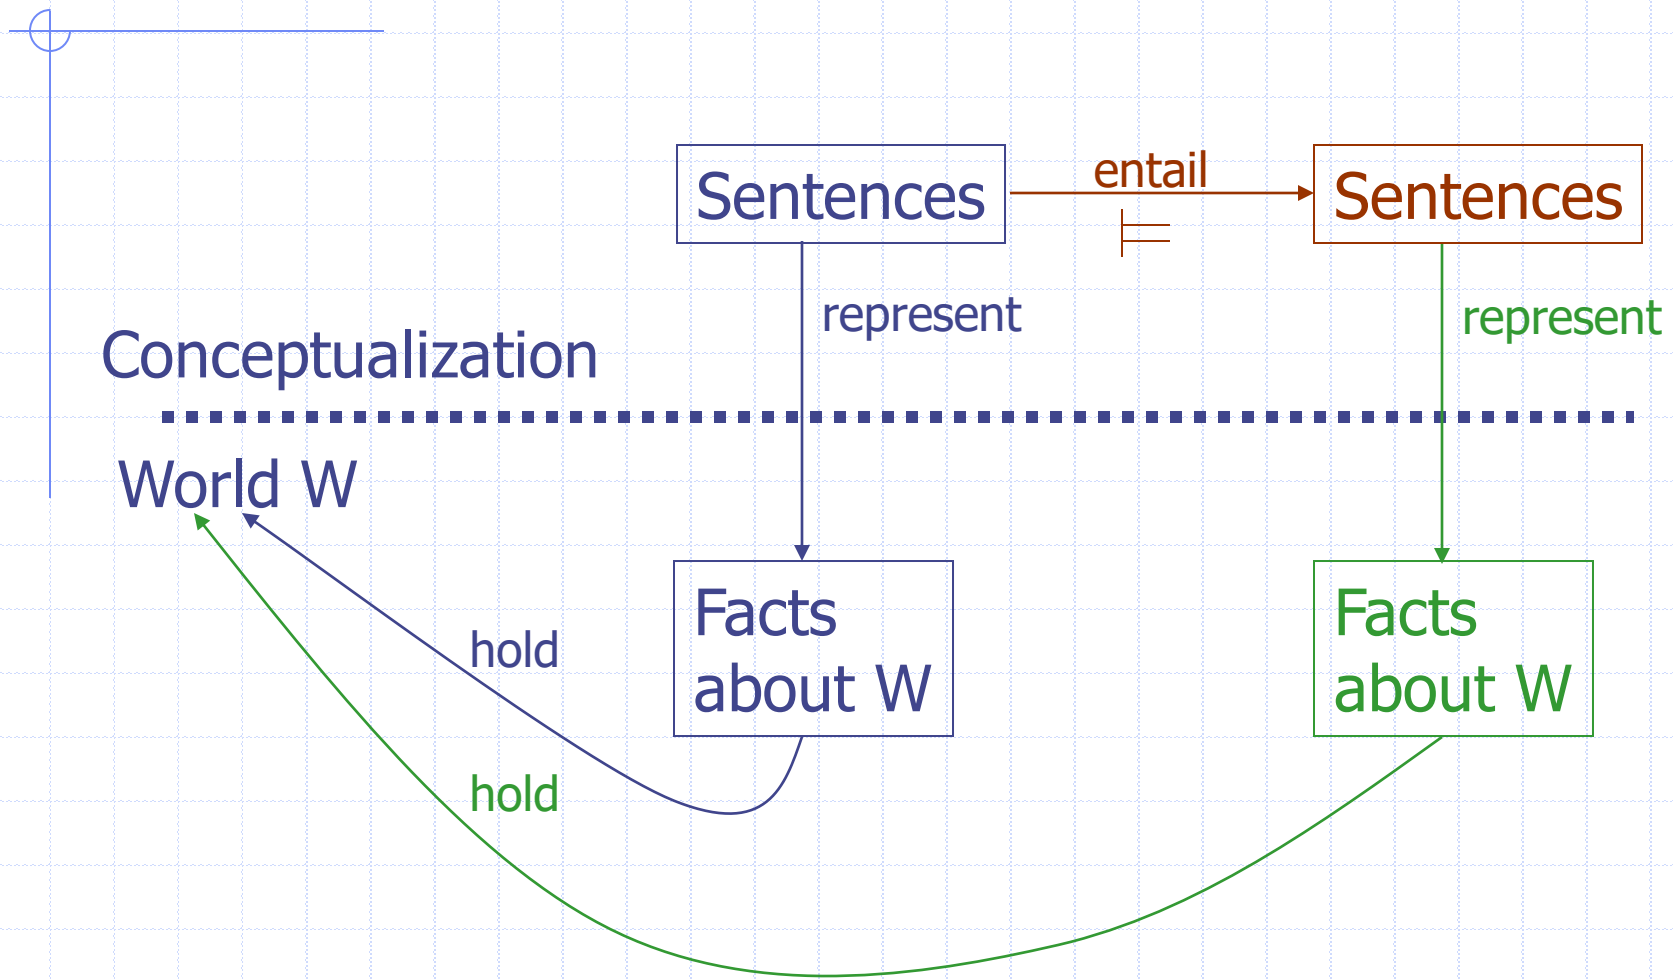 entail
Sentences
Sentences
⊨
represent
represent
Conceptualization
World W
Facts
about W
Facts
about W
hold
hold